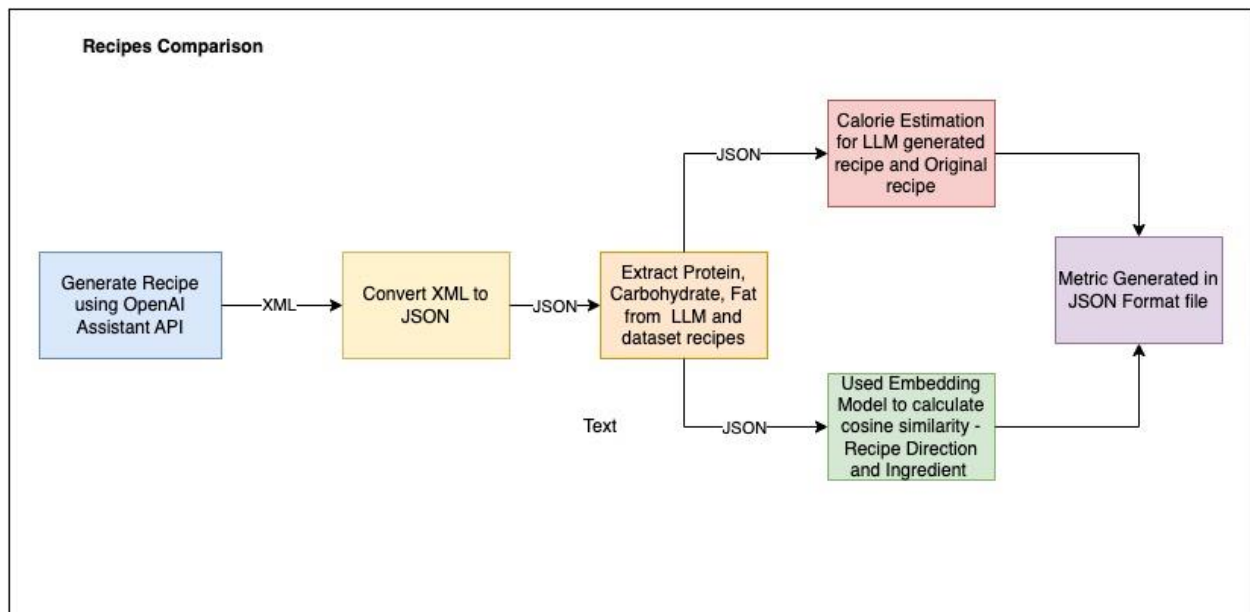 Recipes Comparison
Generate Recipe
using OpenAI
Assistant API
XML
Convert XML to
JSON
JSON
Extract Protein,
Carbohydrate, Fat
from LLM and
dataset recipes
JSON
Calorie Estimation
for LLM generated
recipe and Original
recipe
Text
JSON
Used Embedding
Model to calculate
cosine similarity -
Recipe Direction
and Ingredient
Metric Generated in
JSON Format file